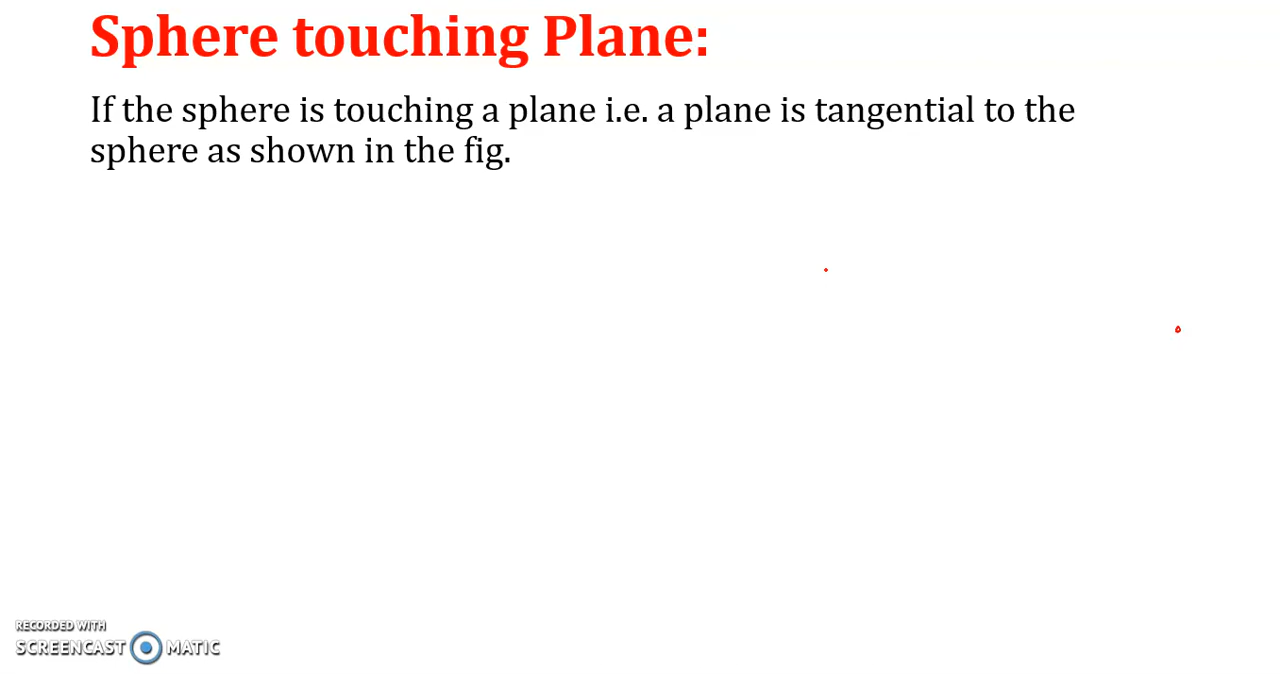 Sphere touching Plane:
If the sphere is touching a plane i.e. a plane is tangential to the
sphere as shown in the fig.
RECORDED WITH
SCREENCAST MATIC